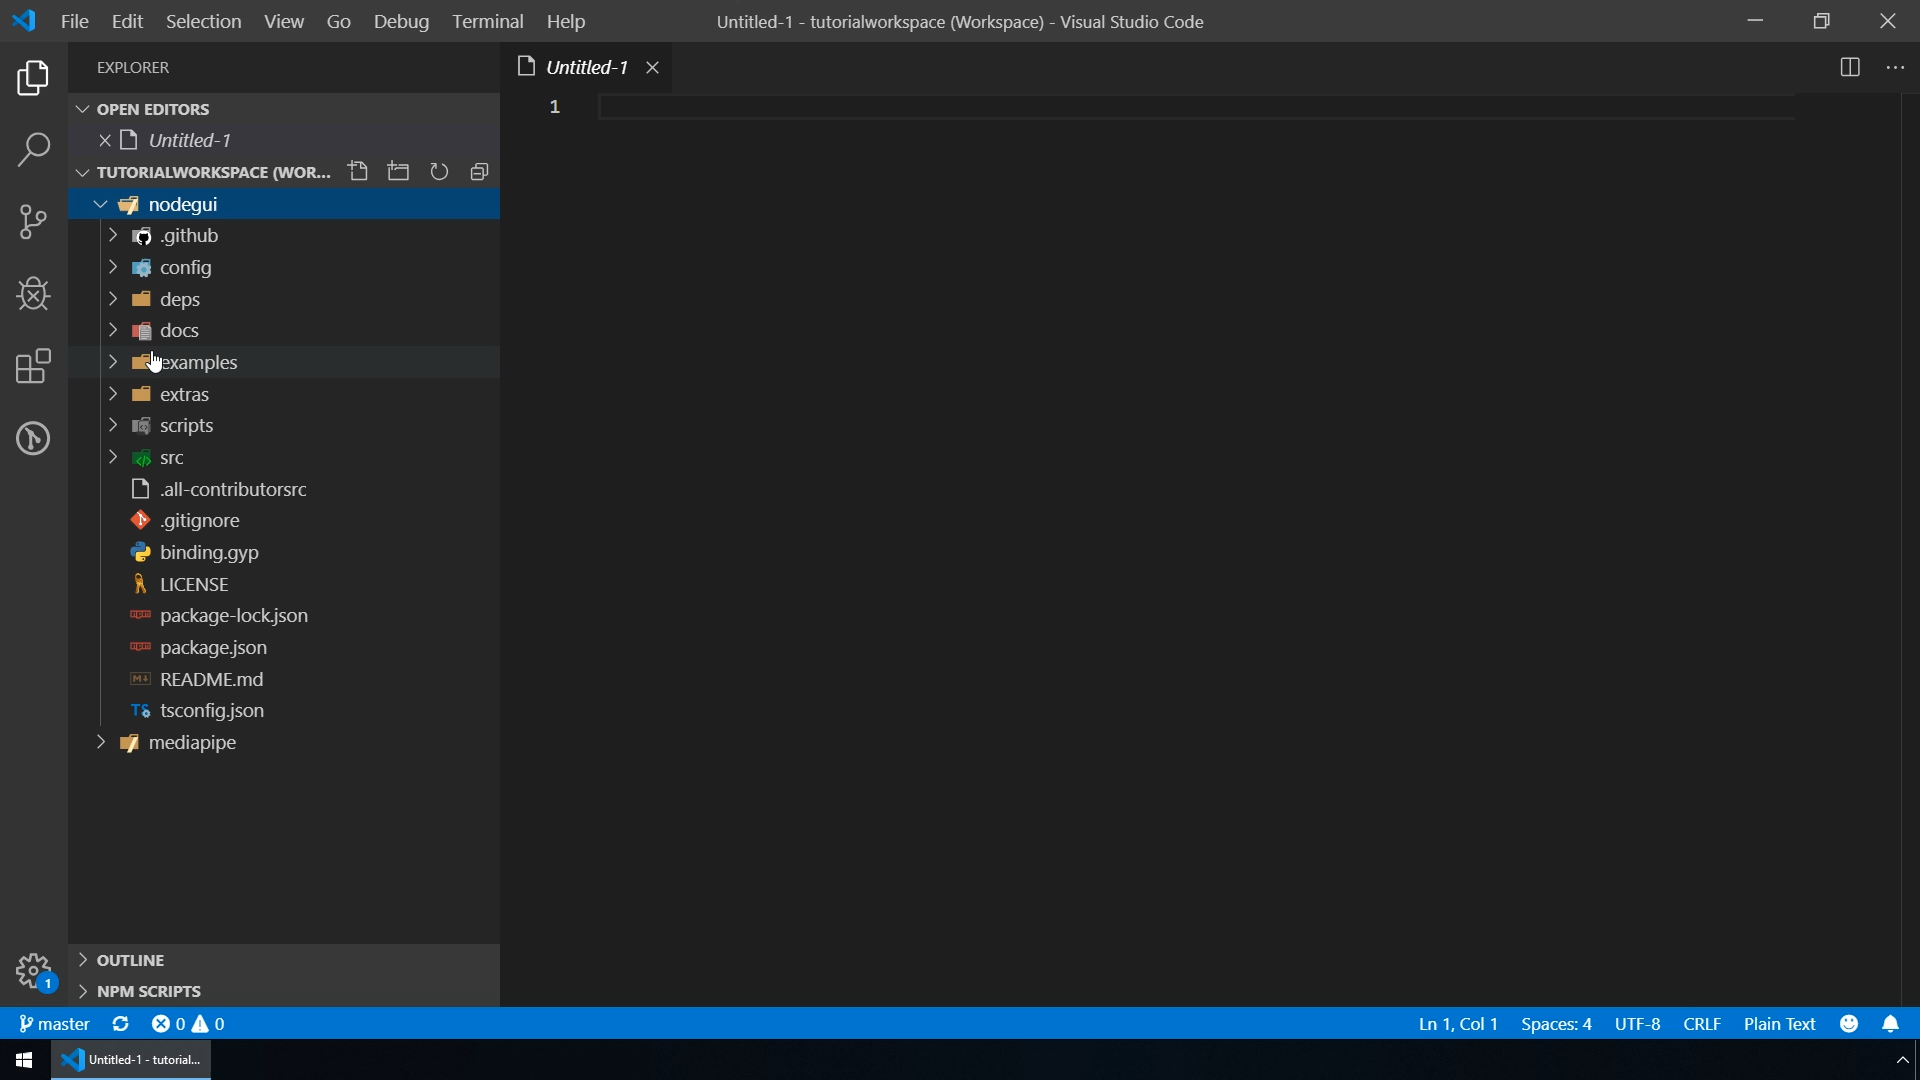 File Edit Selection View Go Debug Terminal Help Untitled-1 - tutorialworkspace (Workspace) - Visual Studio Code
EXPLORER
Untitled-1
OPEN EDITORS
1
Untitled-1
TUTORIALWORKSPACE (WOR...
nodegui
.github
config
deps
docs
examples
extras
scripts
src
.all-contributorsrc
.gitignore
binding.gyp
LICENSE
package-lock.json
package.json
README.md
tsconfig.json
mediapipe
OUTLINE
1
NPM SCRIPTS
master 0 0 Ln 1, Col 1 Spaces: 4 UTF-8 CRLF Plain Text
Untitled-1 - tutorial...